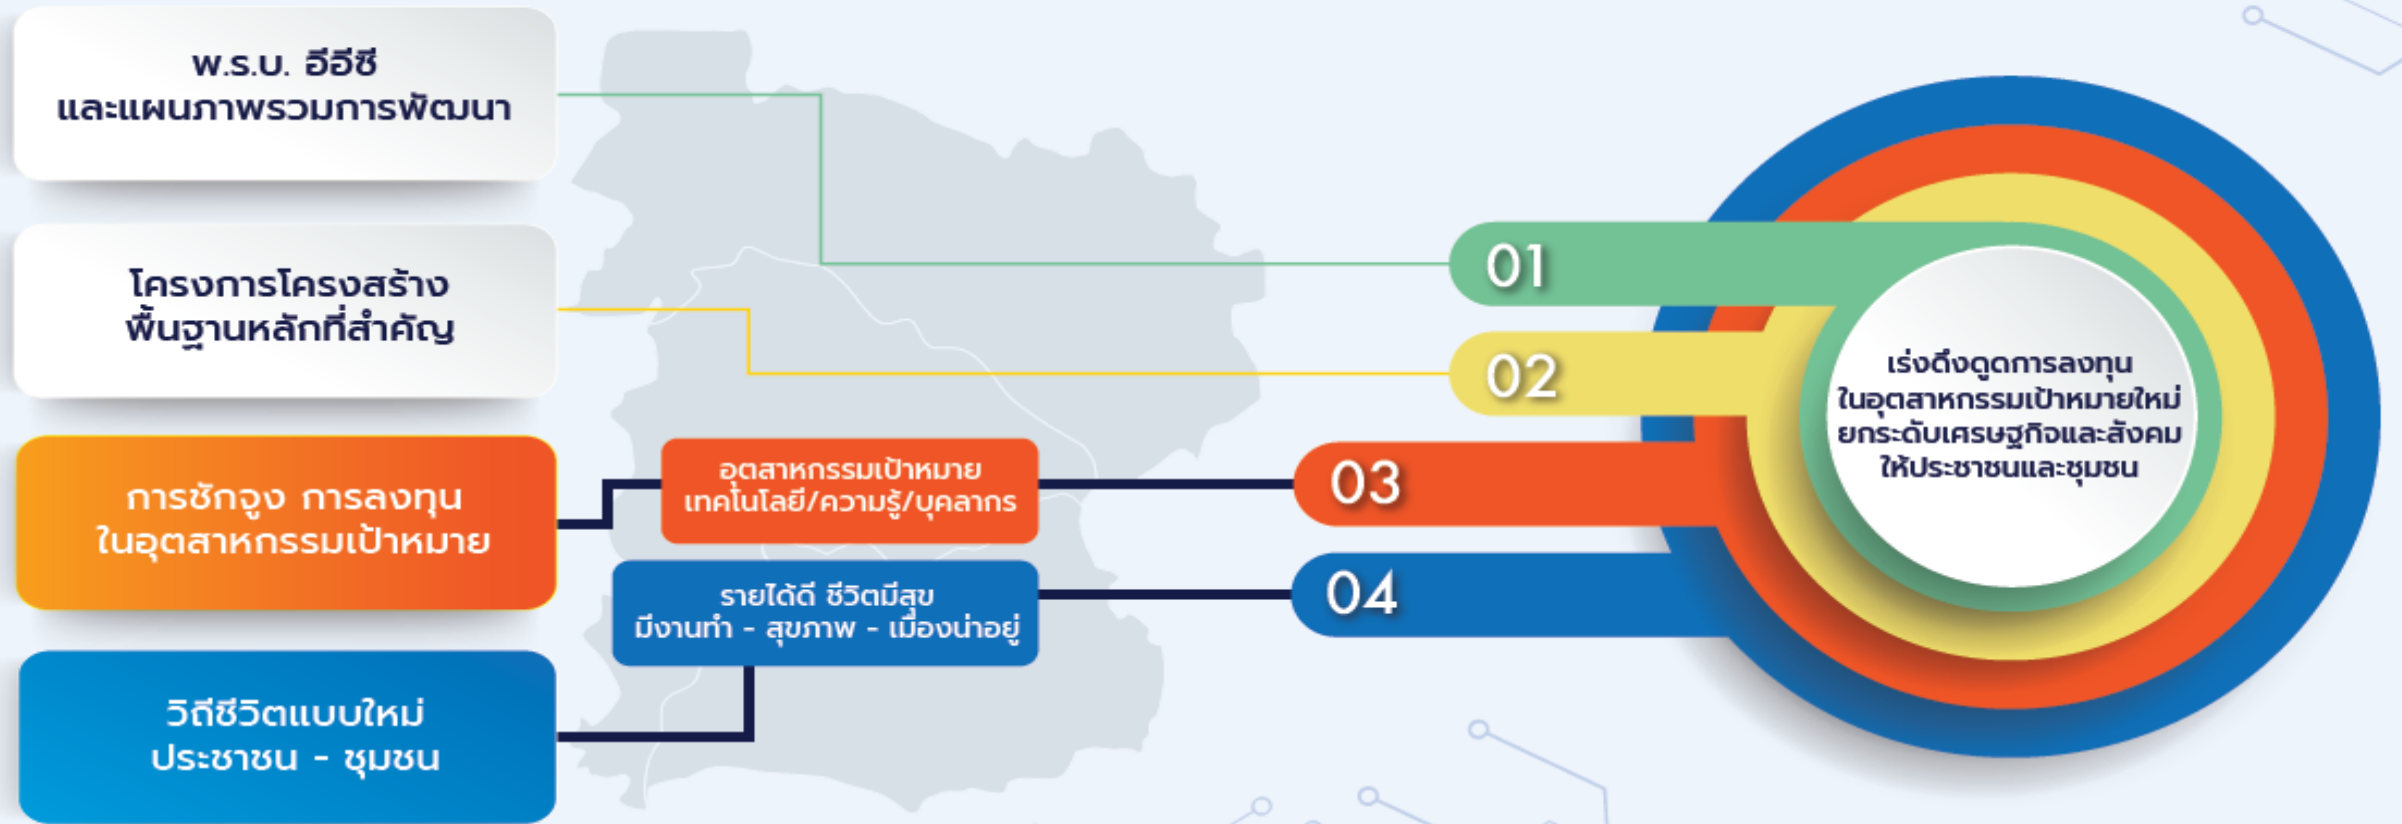 พ.ร.บ. อีอีซี
และแผนภาพรวมการพัฒนา
โครงการโครงสร้าง
พื้นฐานหลักที่สำคัญ
การชักจูง การลงทุน
ในอุตสาหกรรมเป้าหมาย
วิถีชีวิตแบบใหม่
ประชาชน - ชุมชน
อุตสาหกรรมเป้าหมาย
เทคโนโลยี/ความรู้/บุคลากร
รายได้ดี ชีวิตมีสุข
มีงานทำ - สุขภาพ - เมืองน่าอยู่
01
02
03
04
เร่งดึงดูดการลงทุน
ในอุตสาหกรรมเป้าหมายใหม่
ยกระดับเศรษฐกิจและสังคม
ให้ประชาชนและชุมชน